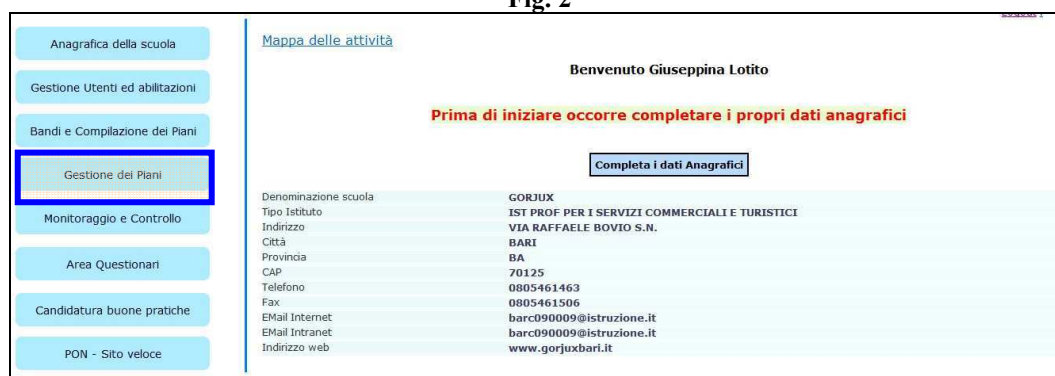 Fig. 2
Logout
Anagrafica della scuola
Gestione Utenti ed abilitazioni
Bandi e Compilazione dei Piani
Gestione dei Piani
Monitoraggio e Controllo
Area Questionari
Candidatura buone pratiche
PON - Sito veloce
Mappa delle attività
Benvenuto Giuseppina Lotito
Prima di iniziare occorre completare i propri dati anagrafici
Completa i dati Anagrafici
Denominazione scuola GORJUX
Tipo Istituto IST PROF PER I SERVIZI COMMERCIALI E TURISTICI
Indirizzo VIA RAFFAELE BOVIO S.N.
Città BARI
Provincia BA
CAP 70125
Telefono 0805461463
Fax 0805461506
EMail Internet barc090009@istruzione.it
EMail Intranet barc090009@istruzione.it
Indirizzo web www.gorjuxbari.it